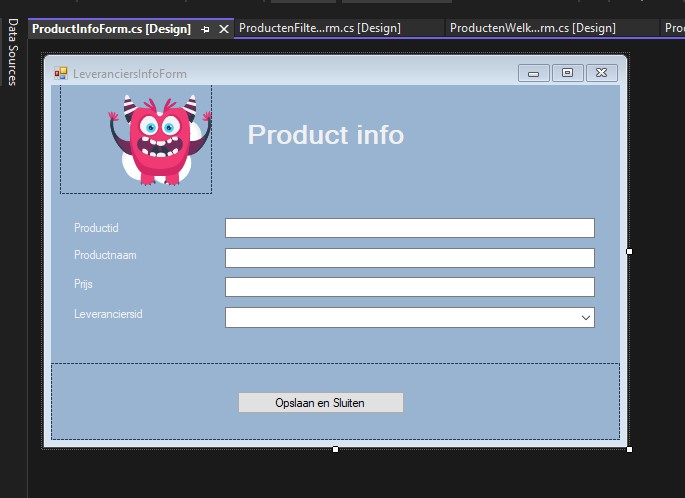 Data Sources
ProductInfoForm.cs [Design]
ProductenFilte...rm.cs [Design]
ProductenWelk...rm.cs [Design]
Prod
LeveranciersInfoForm
Product info
Productid
Productnaam
Prijs
Leveranciersid
Opslaan en Sluiten